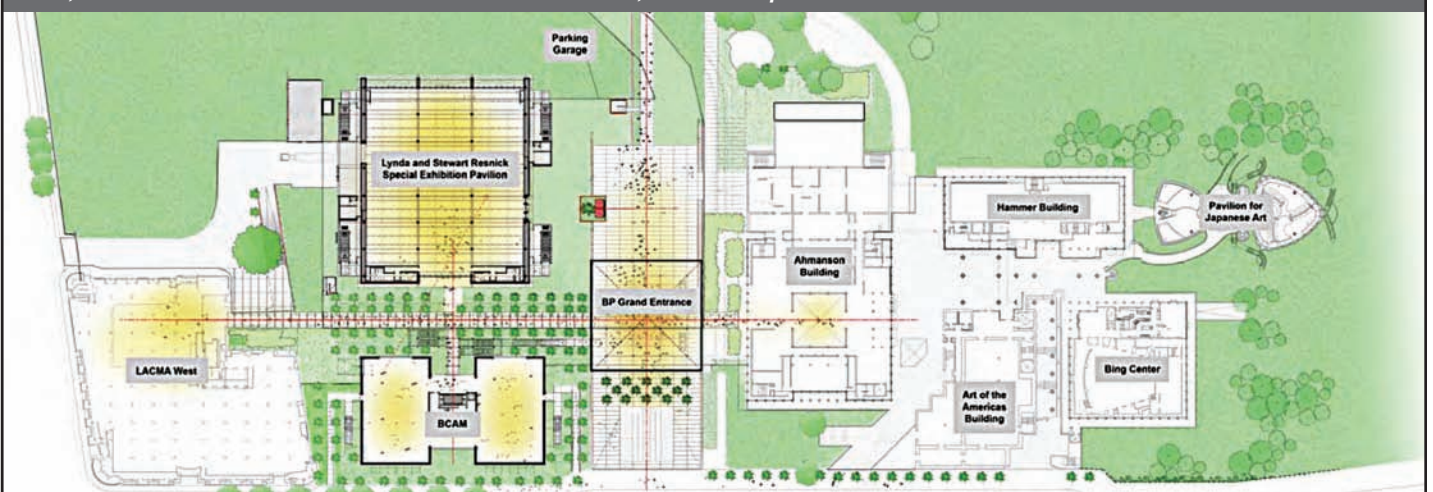 Parking
Garage
Lynda and Stewart Resnick
Special Exhibition Pavilion
Hammer Building
Pavilion for
Japanese Art
Ahmanson
Building
BP Grand Entrance
LACMA West
BCAM
Art of the
Americas
Building
Bing Center